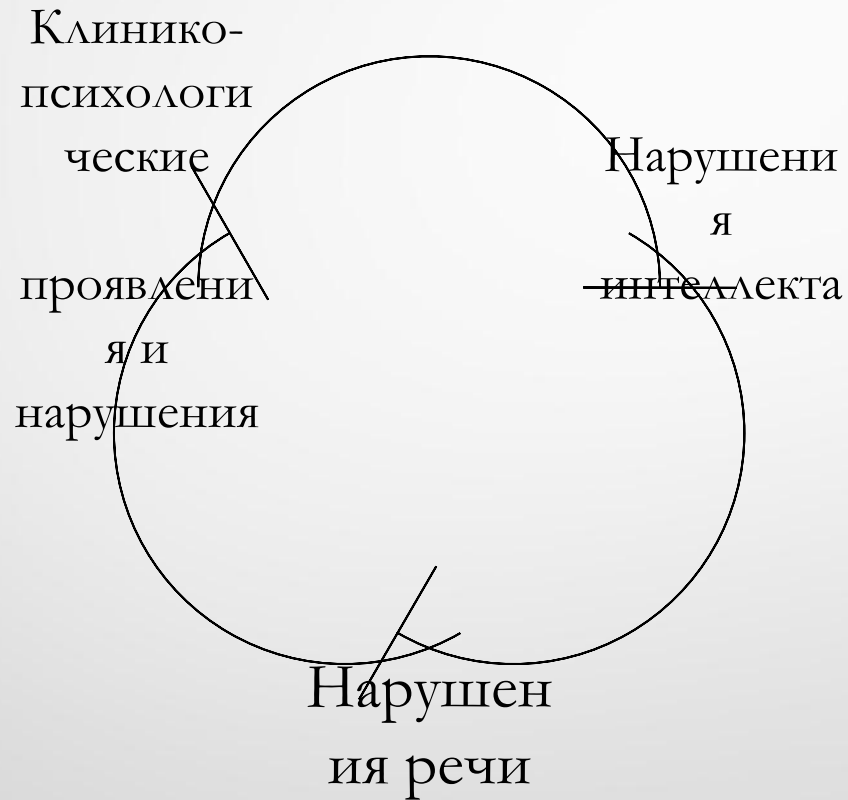 Клинико-
психологи
ческие
проявлени
я и
нарушения
Нарушени
я
интеллекта
Нарушен
ия речи